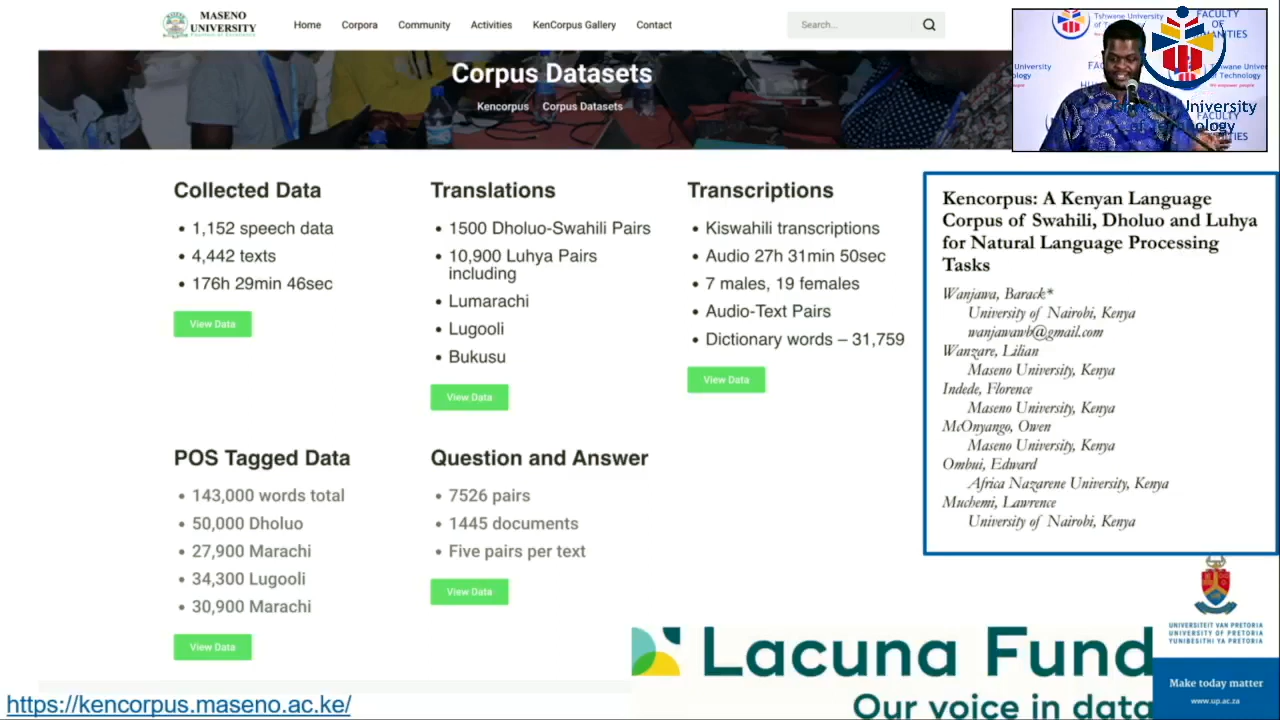 MASENO
UNIVERSITY
Home
Corpora
Community
Activities
KenCorpus Gallery
Contact
Search...
Corpus Datasets
Kencorpus
Corpus Datasets
Collected Data
• 1,152 speech data
• 4,442 texts
• 176h 29min 46sec
View Data
Translations
• 1500 Dholuo-Swahili Pairs
• 10,900 Luhya Pairs
including
• Lumarachi
• Lugooli
• Bukusu
View Data
Transcriptions
• Kiswahili transcriptions
• Audio 27h 31min 50sec
• 7 males, 19 females
• Audio-Text Pairs
• Dictionary words – 31,759
View Data
POS Tagged Data
• 143,000 words total
• 50,000 Dholuo
• 27,900 Marachi
• 34,300 Lugooli
• 30,900 Marachi
View Data
Question and Answer
• 7526 pairs
• 1445 documents
• Five pairs per text
View Data
Tshwane University
of Technology
Kencorpus: A Kenyan Language
Corpus of Swahili, Dholuo and Luhya
for Natural Language Processing
Tasks
Wanjawa, Barack*
University of Nairobi, Kenya
wanjawawb@gmail.com
Wanzare, Lilian
Maseno University, Kenya
Indede, Florence
Maseno University, Kenya
McOnyango, Owen
Maseno University, Kenya
Ombui, Edward
Africa Nazarene University, Kenya
Muchemi, Lawrence
University of Nairobi, Kenya
Lacuna Fund
Our voice in data
UNIVERSITEIT VAN PRETORIA
UNIVERSITY OF PRETORIA
YUNIBESITHI YA PRETORIA
Make today matter
www.up.ac.za
https://kencorpus.maseno.ac.ke/